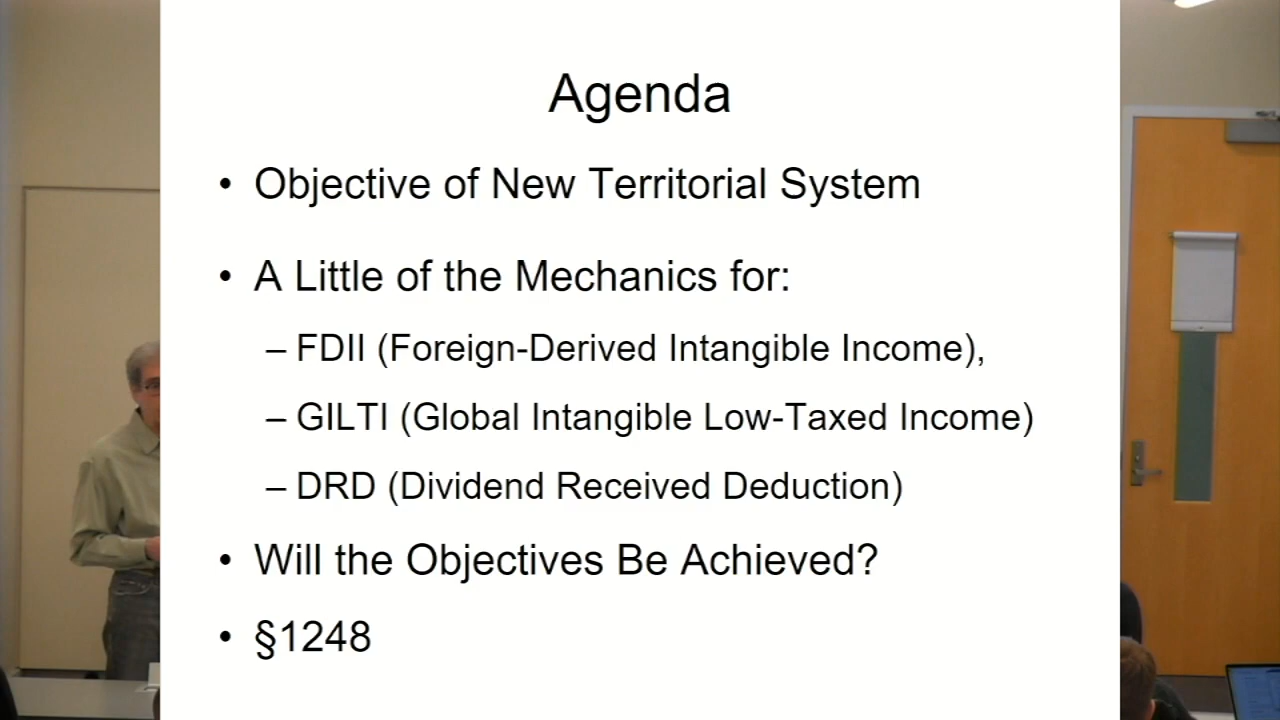 Agenda
• Objective of New Territorial System
• A Little of the Mechanics for:
– FDII (Foreign-Derived Intangible Income),
– GILTI (Global Intangible Low-Taxed Income)
– DRD (Dividend Received Deduction)
• Will the Objectives Be Achieved?
• §1248